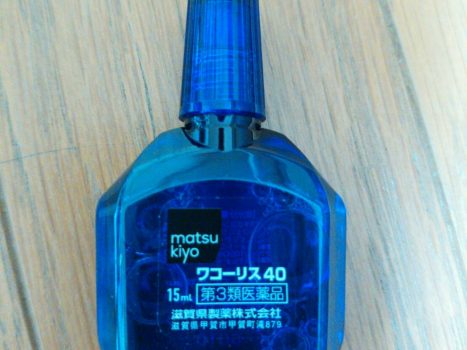 matsu
kiyo
ワコーリス40
15mL 第3類医薬品
滋賀県製薬株式会社
滋賀県甲賀市甲賀町滝879